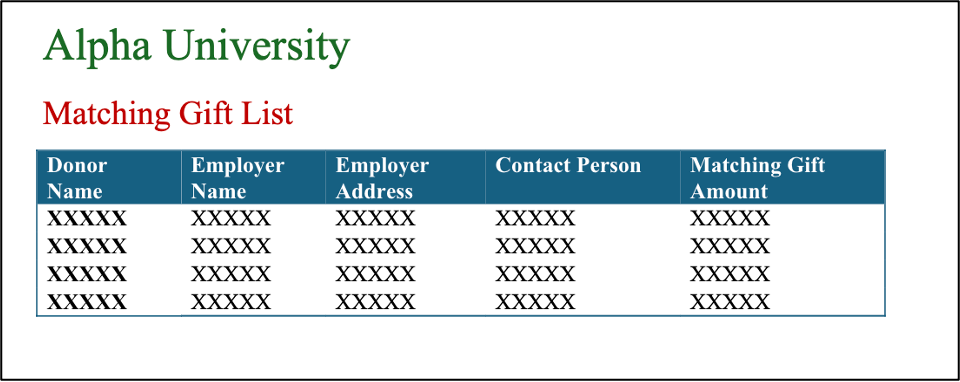 Alpha University
Matching Gift List
Donor Name Employer Name Employer Address Contact Person Matching Gift Amount
XXXXX XXXXX XXXXX XXXXX XXXXX
XXXXX XXXXX XXXXX XXXXX XXXXX
XXXXX XXXXX XXXXX XXXXX XXXXX
XXXXX XXXXX XXXXX XXXXX XXXXX